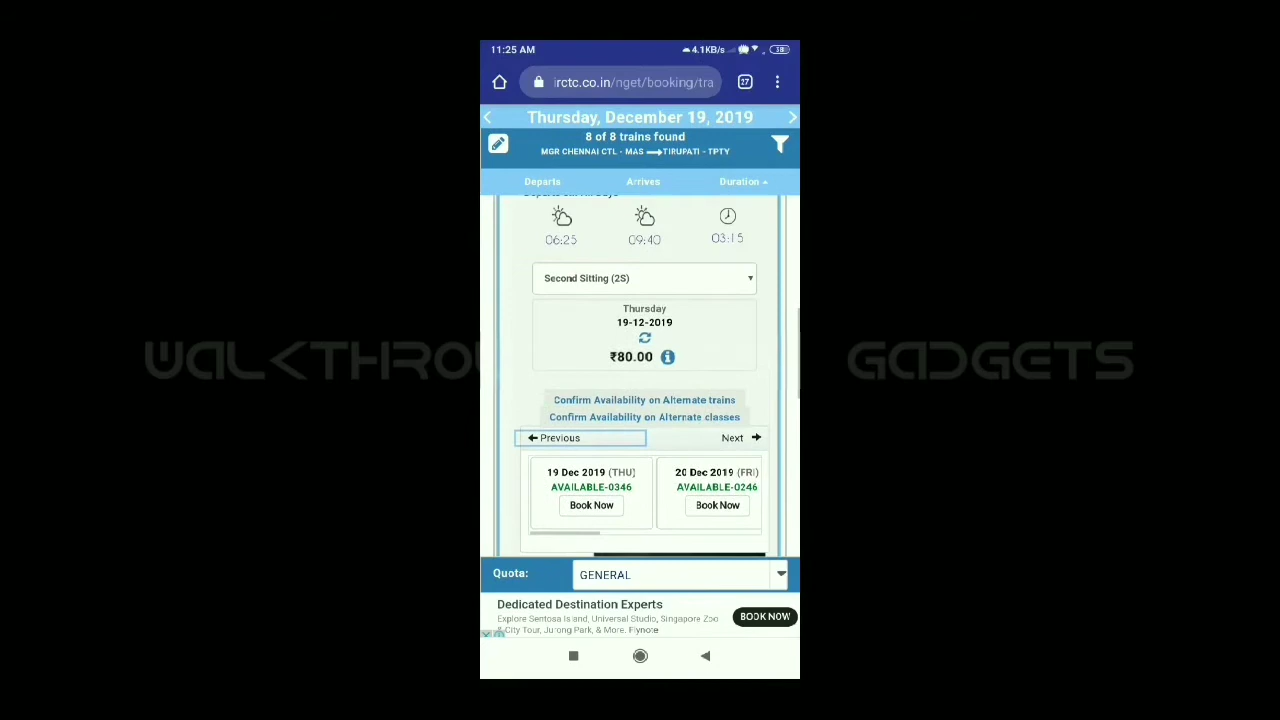 11:25 AM
4.1KB/s
38
irctc.co.in/nget/booking/tra
27
Thursday, December 19, 2019
8 of 8 trains found
MGR CHENNAI CTL - MAS TIRUPATI - TPTY
Departs Arrives Duration
06:25 09:40 03:15
Second Sitting (2S)
Thursday
19-12-2019
₹80.00
WALKTHROU GADGETS
Confirm Availability on Alternate trains
Confirm Availability on Alternate classes
Previous Next
19 Dec 2019 (THU) 20 Dec 2019 (FRI)
AVAILABLE-0346 AVAILABLE-0246
Book Now Book Now
Quota: GENERAL
Dedicated Destination Experts
Explore Sentosa Island, Universal Studio, Singapore Zoo
& City Tour, Jurong Park, & More. Flynote
BOOK NOW